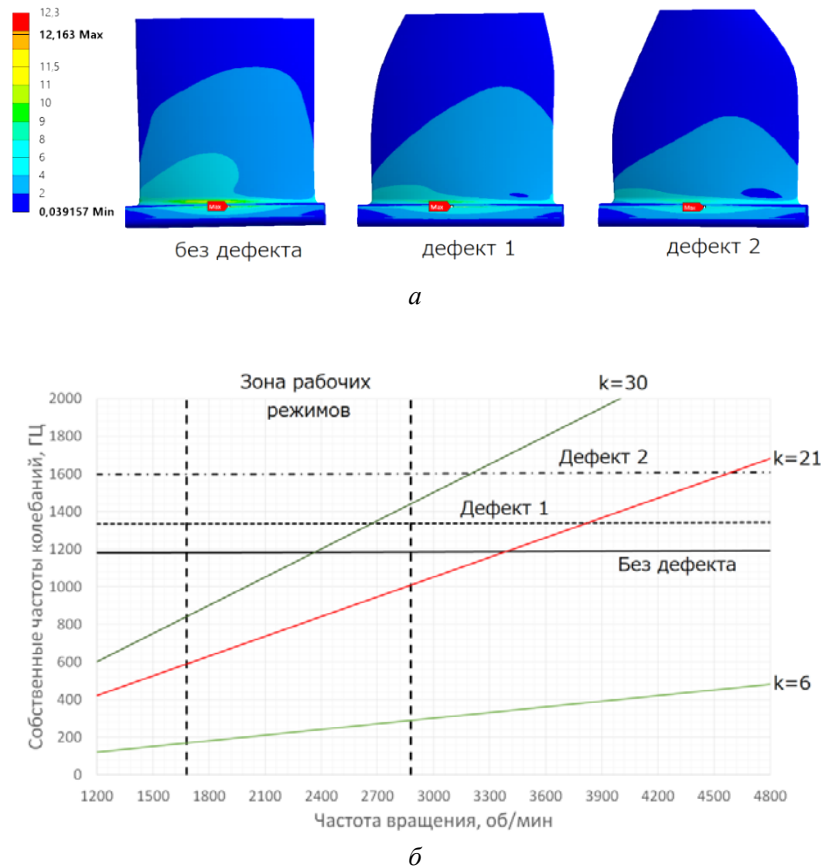 12,3
12,163 Max
11,5
11
10
9
8
6
4
2
0,039157 Min
Max
Max
без дефекта
дефект 1
дефект 2
а
Зона рабочих
режимов
k=30
k=21
k=6
Дефект 2
Дефект 1
Без дефекта
Собственные частоты колебаний, ГЦ
2000
1800
1600
1400
1200
1000
800
600
400
200
0
1200 1500 1800 2100 2400 2700 3000 3300 3600 3900 4200 4500 4800
Частота вращения, об/мин
б